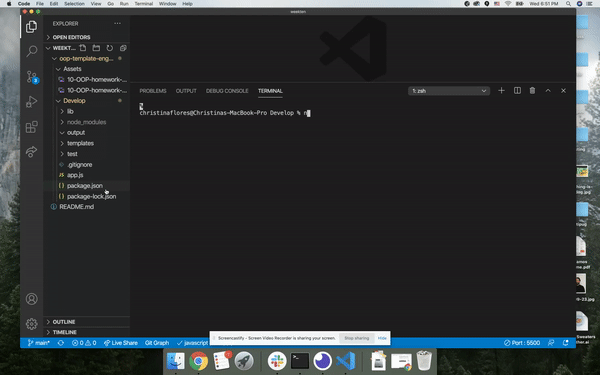 Code File Edit Selection View Go Run Terminal Window Help
Wed 6:51 PM
weekten
EXPLORER
OPEN EDITORS
oop-template-eng...
Assets
10-OOP-homework-...
10-OOP-homework-...
Develop
lib
node_modules
output
templates
test
.gitignore
JS app.js
{ } package.json
{ } package-lock.json
README.md
OUTLINE
TIMELINE
PROBLEMS OUTPUT DEBUG CONSOLE TERMINAL
1: zsh
christinaflores@Christinas-MacBook-Pro Develop % n
Screencastify - Screen Video Recorder is sharing your screen. Stop sharing Hide
main* 0 0 Live Share Git Graph javascript
Port : 5500